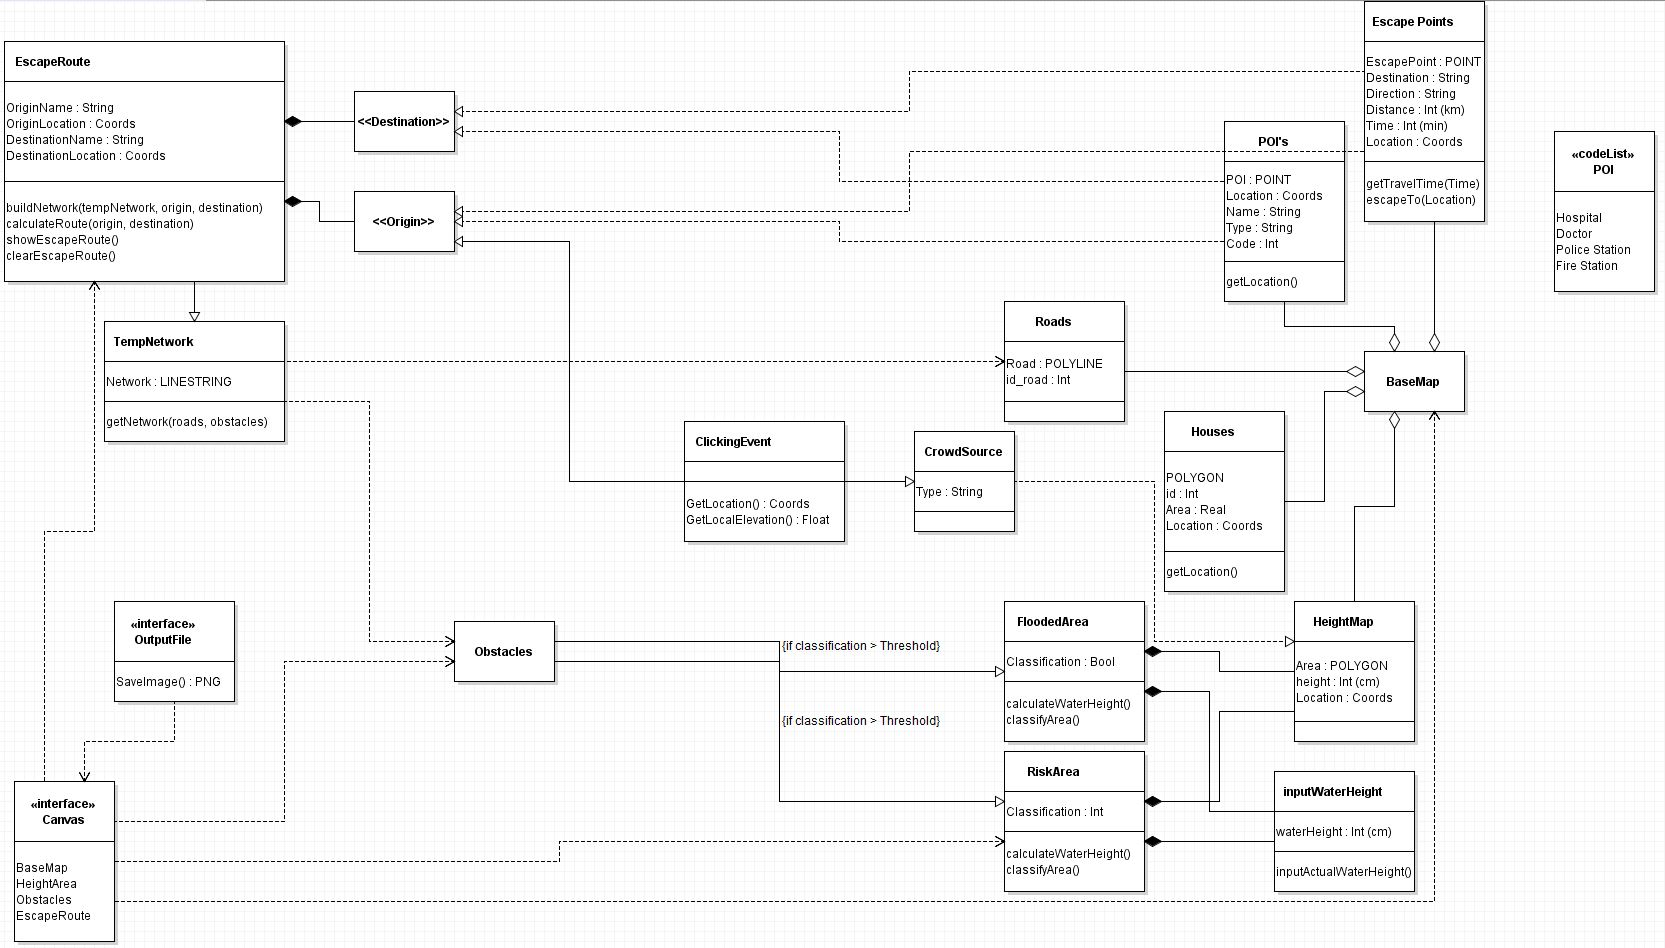 EscapeRoute
OriginName : String
OriginLocation : Coords
DestinationName : String
DestinationLocation : Coords
buildNetwork(tempNetwork, origin, destination)
calculateRoute(origin, destination)
showEscapeRoute()
clearEscapeRoute()
<<Destination>>
<<Origin>>
Escape Points
EscapePoint : POINT
Destination : String
Direction : String
Distance : Int (km)
Time : Int (min)
Location : Coords
getTravelTime(Time)
escapeTo(Location)
POI's
POI : POINT
Location : Coords
Name : String
Type : String
Code : Int
getLocation()
«codeList»
POI
Hospital
Doctor
Police Station
Fire Station
TempNetwork
Network : LINESTRING
getNetwork(roads, obstacles)
Roads
Road : POLYLINE
id_road : Int
BaseMap
ClickingEvent
GetLocation() : Coords
GetLocalElevation() : Float
CrowdSource
Type : String
Houses
POLYGON
id : Int
Area : Real
Location : Coords
getLocation()
«interface»
OutputFile
SaveImage() : PNG
Obstacles
{if classification > Threshold}
{if classification > Threshold}
FloodedArea
Classification : Bool
calculateWaterHeight()
classifyArea()
HeightMap
Area : POLYGON
height : Int (cm)
Location : Coords
RiskArea
Classification : Int
calculateWaterHeight()
classifyArea()
inputWaterHeight
waterHeight : Int (cm)
inputActualWaterHeight()
«interface»
Canvas
BaseMap
HeightArea
Obstacles
EscapeRoute